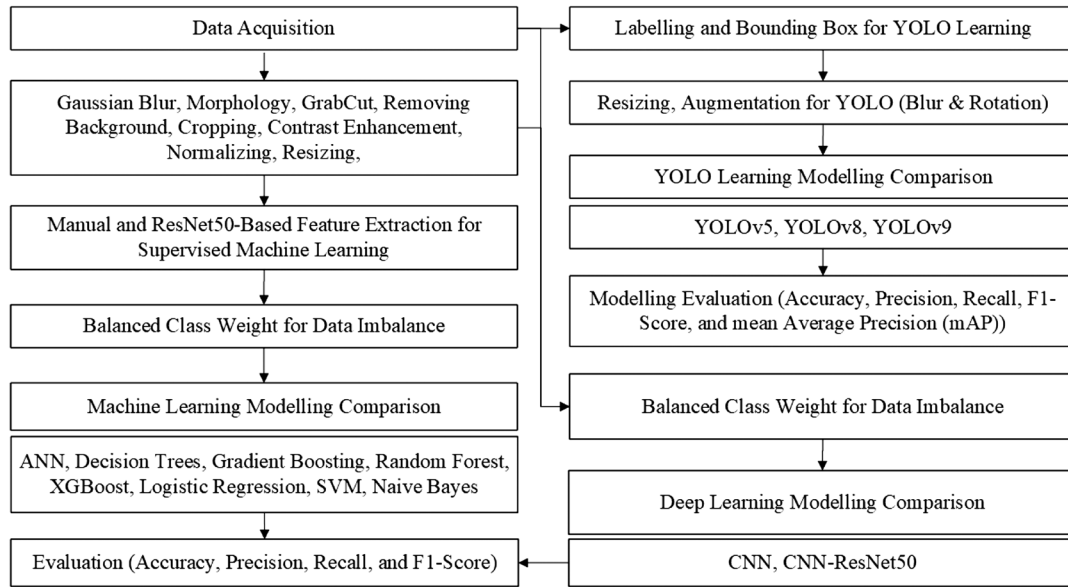 Data Acquisition
Gaussian Blur, Morphology, GrabCut, Removing
Background, Cropping, Contrast Enhancement,
Normalizing, Resizing,
Manual and ResNet50-Based Feature Extraction for
Supervised Machine Learning
Balanced Class Weight for Data Imbalance
Machine Learning Modelling Comparison
ANN, Decision Trees, Gradient Boosting, Random Forest,
XGBoost, Logistic Regression, SVM, Naive Bayes
Evaluation (Accuracy, Precision, Recall, and F1-Score)
Labelling and Bounding Box for YOLO Learning
Resizing, Augmentation for YOLO (Blur & Rotation)
YOLO Learning Modelling Comparison
YOLOv5, YOLOv8, YOLOv9
Modelling Evaluation (Accuracy, Precision, Recall, F1-
Score, and mean Average Precision (mAP))
Balanced Class Weight for Data Imbalance
Deep Learning Modelling Comparison
CNN, CNN-ResNet50